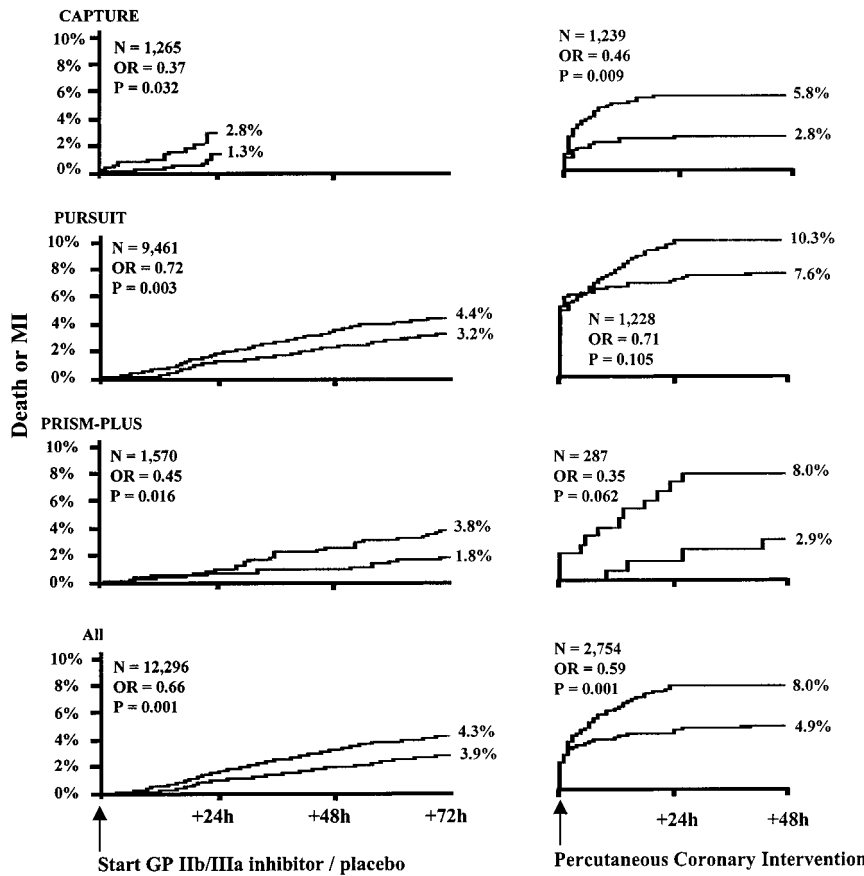 CAPTURE
10%
8%
6%
4%
2%
0%
N = 1,265
OR = 0.37
P = 0.032
2.8%
1.3%
N = 1,239
OR = 0.46
P = 0.009
5.8%
2.8%
+24h
+48h
PURSUIT
10%
8%
6%
4%
2%
0%
N = 9,461
OR = 0.72
P = 0.003
4.4%
3.2%
10.3%
7.6%
N = 1,228
OR = 0.71
P = 0.105
Death or MI
PRISM-PLUS
10%
8%
6%
4%
2%
0%
N = 1,570
OR = 0.45
P = 0.016
3.8%
1.8%
N = 287
OR = 0.35
P = 0.062
8.0%
2.9%
All
10%
8%
6%
4%
2%
0%
N = 12,296
OR = 0.66
P = 0.001
4.3%
3.9%
N = 2,754
OR = 0.59
P = 0.001
8.0%
4.9%
+24h
+48h
+72h
+24h
+48h
Start GP IIb/IIIa inhibitor / placebo
Percutaneous Coronary Intervention